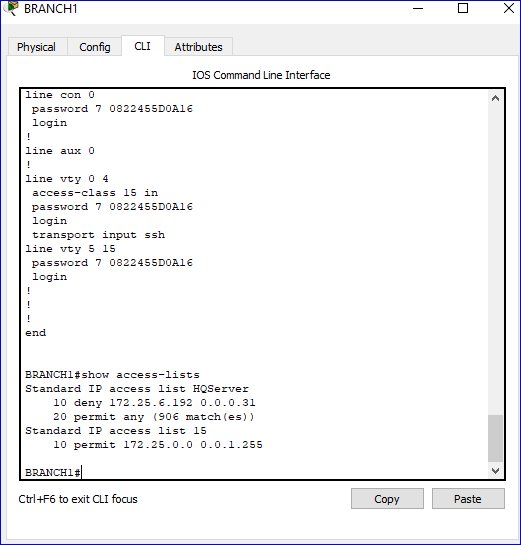 BRANCH1
Physical Config CLI Attributes
IOS Command Line Interface
line con 0
password 7 0822455D0A16
login
!
line aux 0
!
line vty 0 4
access-class 15 in
password 7 0822455D0A16
login
transport input ssh
line vty 5 15
password 7 0822455D0A16
login
!
!
!
end
BRANCH1#show access-lists
Standard IP access list HQServer
10 deny 172.25.6.192 0.0.0.31
20 permit any (906 match(es))
Standard IP access list 15
10 permit 172.25.0.0 0.0.1.255
BRANCH1#
Ctrl+F6 to exit CLI focus
Copy Paste